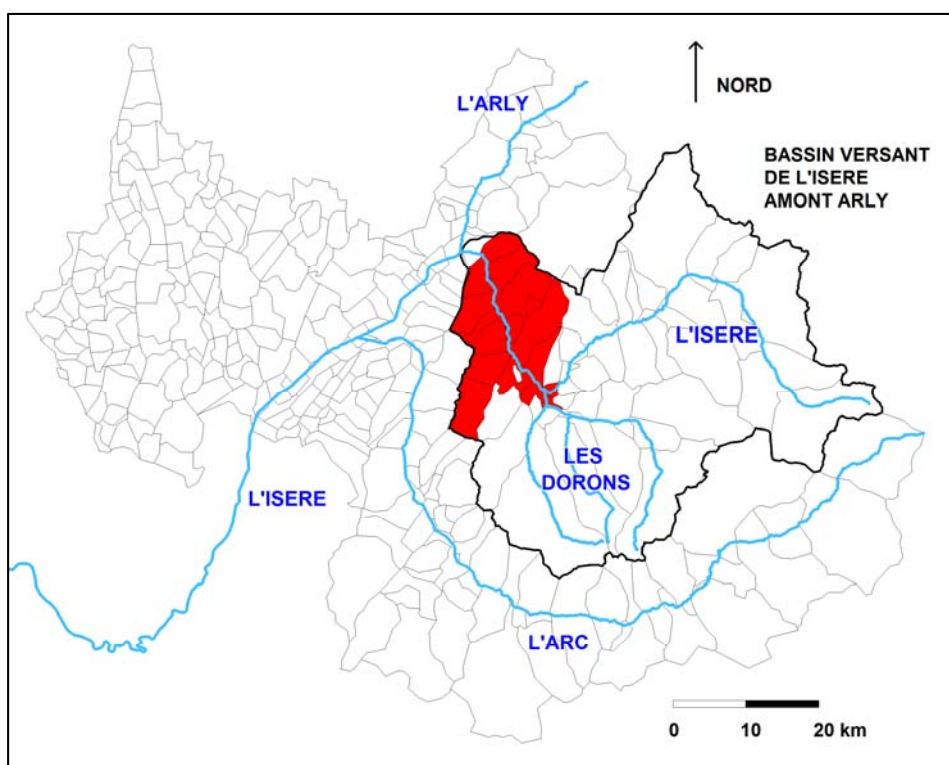 L'ARLY
NORD
BASSIN VERSANT
DE L'ISERE
AMONT ARLY
L'ISERE
LES
DORONS
L'ISERE
L'ARC
0 10 20 km